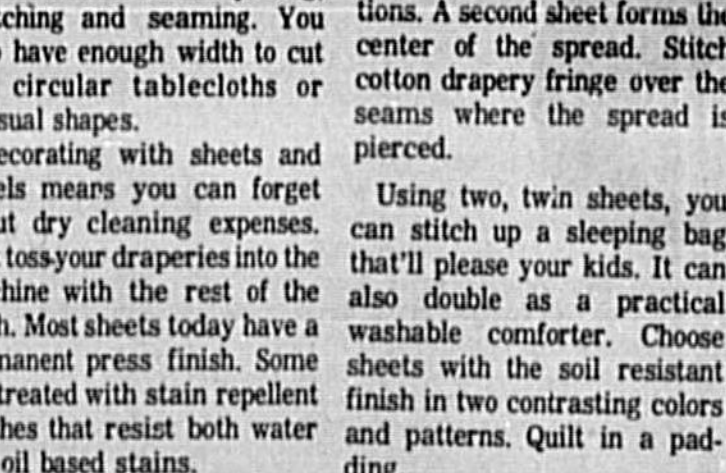 tching and seaming. You
have enough width to cut
circular tablecloths or
sual shapes.
ecorating with sheets and
els means you can forget
ut dry cleaning expenses.
toss your draperies into the
hine with the rest of the
h. Most sheets today have a
manent press finish. Some
treated with stain repellent
hes that resist both water
oil based stains.
tions. A second sheet forms the
center of the spread. Stitch
cotton drapery fringe over the
seams where the spread is
pierced.
Using two, twin sheets, you
can stitch up a sleeping bag
that'll please your kids. It can
also double as a practical
washable comforter. Choose
sheets with the soil resistant
finish in two contrasting colors
and patterns. Quilt in a pad-
ding